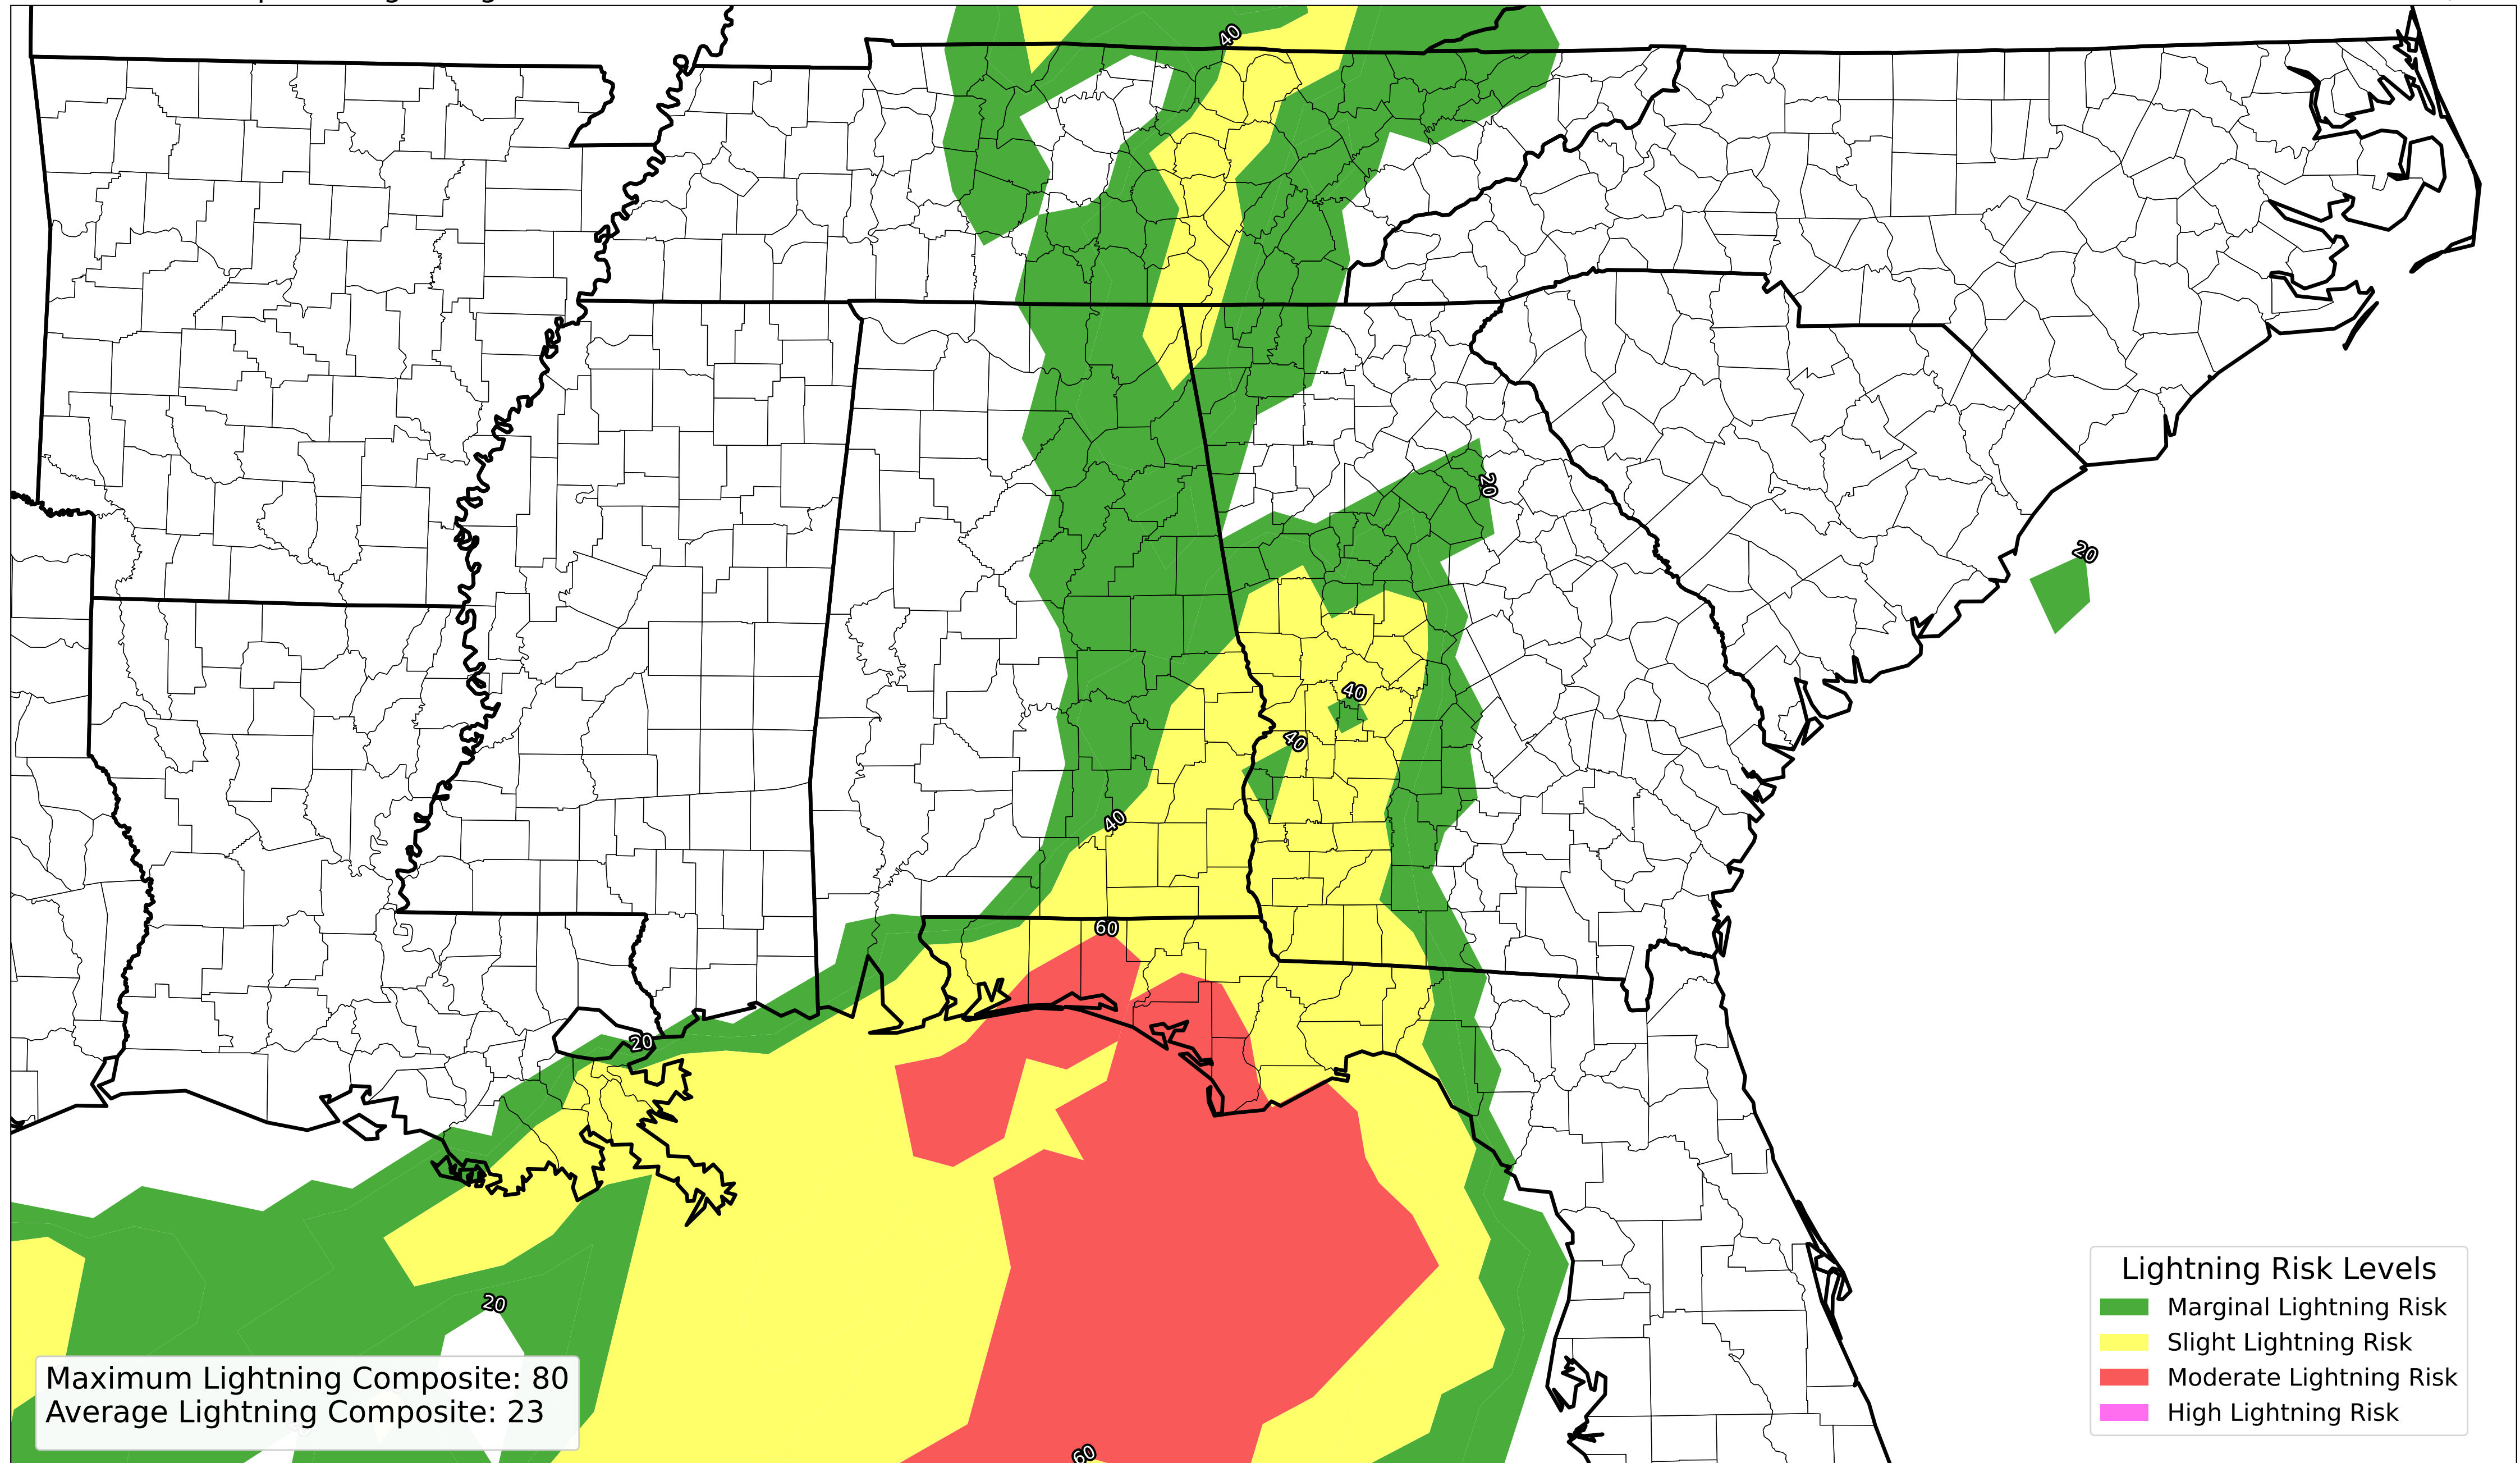 40
20
20
40
40
40
60
20
20
60
Maximum Lightning Composite: 80
Average Lightning Composite: 23
Lightning Risk Levels
Marginal Lightning Risk
Slight Lightning Risk
Moderate Lightning Risk
High Lightning Risk